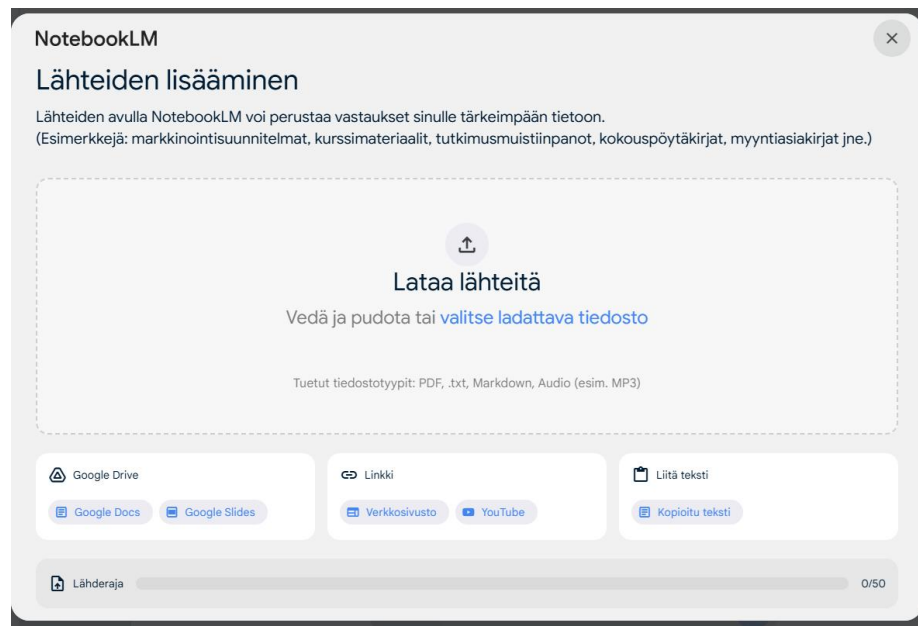 NotebookLM
Lähteiden lisääminen
Lähteiden avulla NotebookLM voi perustaa vastaukset sinulle tärkeimpään tietoon.
(Esimerkkejä: markkinointisuunnitelmat, kurssimateriaalit, tutkimusmuistiinpanot, kokouspöytäkirjat, myyntiasiakirjat jne.)
Lataa lähteitä
Vedä ja pudota tai valitse ladattava tiedosto
Tuetut tiedostotyypit: PDF, .txt, Markdown, Audio (esim. MP3)
Google Drive
Google Docs Google Slides
Linkki
Verkkosivusto YouTube
Liitä teksti
Kopioitu teksti
Lähderaja 0/50